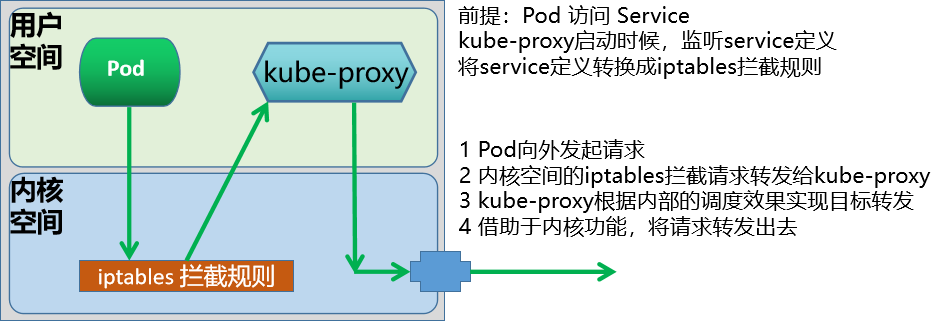 用户
空间
Pod
kube-proxy
内核
空间
iptables 拦截规则
前提：Pod 访问 Service
kube-proxy启动时候，监听service定义
将service定义转换成iptables拦截规则
1 Pod向外发起请求
2 内核空间的iptables拦截请求转发给kube-proxy
3 kube-proxy根据内部的调度效果实现目标转发
4 借助于内核功能，将请求转发出去